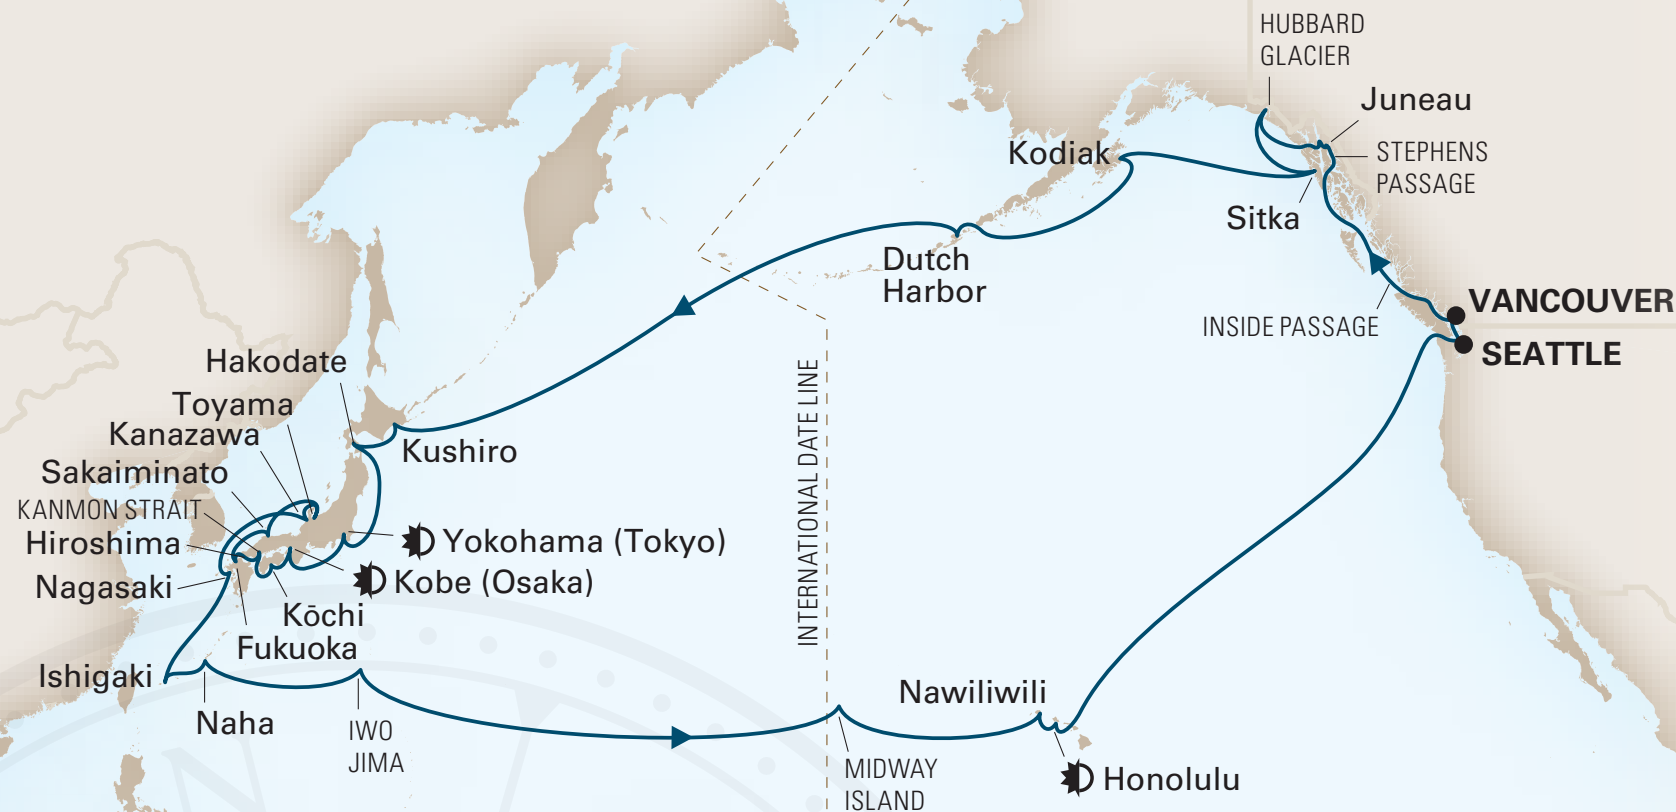 HUBBARD
GLACIER
Juneau
STEPHENS
PASSAGE
Kodiak
Sitka
Dutch
Harbor
INSIDE PASSAGE
VANCOUVER
SEATTLE
INTERNATIONAL DATE LINE
Hakodate
Toyama
Kanazawa
Sakaiminato
KANMON STRAIT
Hiroshima
Nagasaki
Kushiro
Yokohama (Tokyo)
Kobe (Osaka)
Kōchi
Fukuoka
Ishigaki
Naha
IWO
JIMA
Nawiliwili
MIDWAY
ISLAND
Honolulu
N